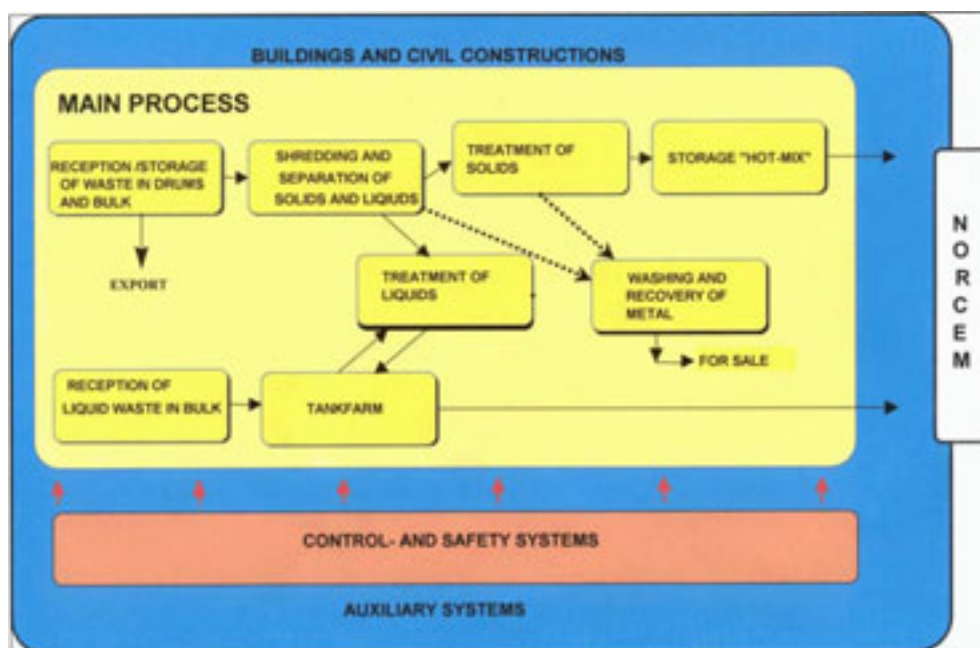 BUILDINGS AND CIVIL CONSTRUCTIONS
MAIN PROCESS
RECEPTION /STORAGE
OF WASTE IN DRUMS
AND BULK
SHREDDING AND
SEPARATION OF
SOLIDS AND LIQIUDS
TREATMENT OF
SOLIDS
STORAGE "HOT-MIX"
EXPORT
TREATMENT OF
LIQUIDS
WASHING AND
RECOVERY OF
METAL
FOR SALE
RECEPTION OF
LIQUID WASTE IN BULK
TANKFARM
NORCEM
CONTROL- AND SAFETY SYSTEMS
AUXILIARY SYSTEMS